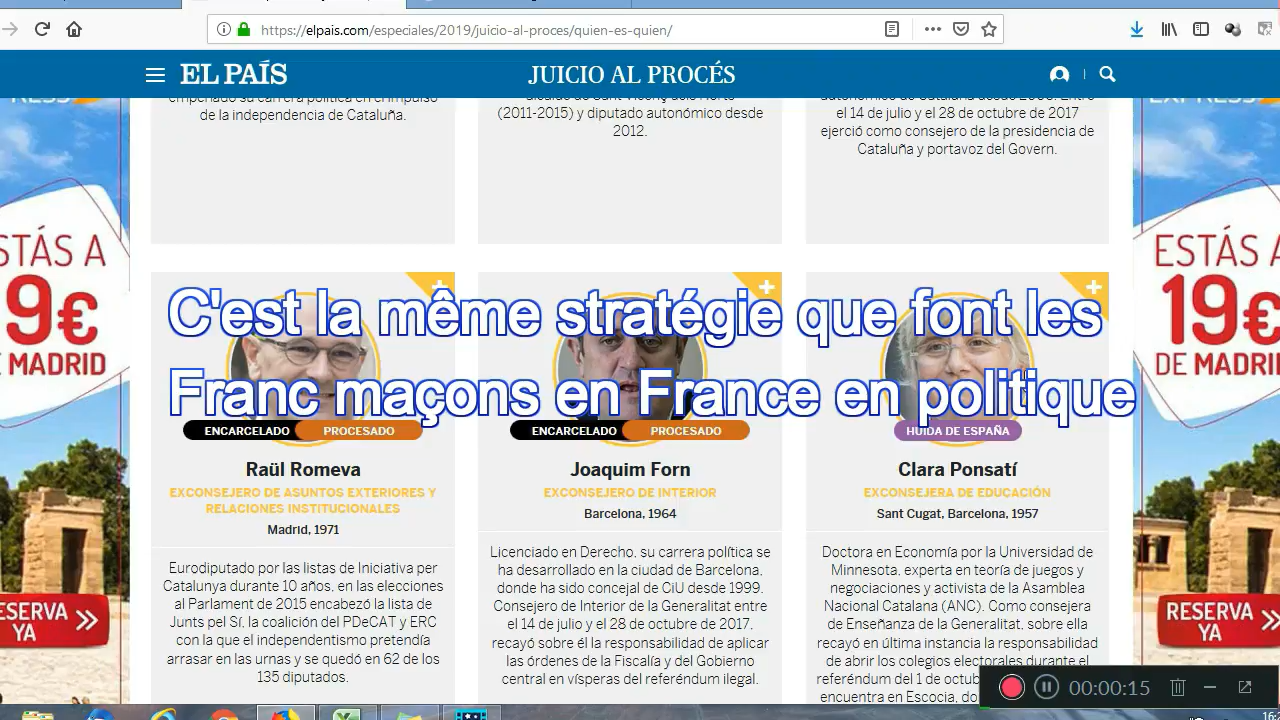 https://elpais.com/especiales/2019/juicio-al-proces/quien-es-quien/
EL PAÍS
JUICIO AL PROCÉS
de la independencia de Cataluña.
(2011-2015) y diputado autonómico desde
2012.
el 14 de julio y el 28 de octubre de 2017
ejerció como consejero de la presidencia de
Cataluña y portavoz del Govern.
C'est la même stratégie que font les
Franc maçons en France en politique
ENCARCELADO PROCESADO
Raül Romeva
EXCONSEJERO DE ASUNTOS EXTERIORES Y
RELACIONES INSTITUCIONALES
Madrid, 1971
Eurodiputado por las listas de Iniciativa per
Catalunya durante 10 años, en las elecciones
al Parlament de 2015 encabezó la lista de
Junts pel Sí, la coalición del PDeCAT y ERC
con la que el independentismo pretendía
arrasar en las urnas y se quedó en 62 de los
135 diputados.
ENCARCELADO PROCESADO
Joaquim Forn
EXCONSEJERO DE INTERIOR
Barcelona, 1964
Licenciado en Derecho, su carrera política se
ha desarrollado en la ciudad de Barcelona,
donde ha sido concejal de CiU desde 1999.
Consejero de Interior de la Generalitat entre
el 14 de julio y el 28 de octubre de 2017,
recayó sobre él la responsabilidad de aplicar
las órdenes de la Fiscalía y del Gobierno
central en vísperas del referéndum ilegal.
HUIDA DE ESPAÑA
Clara Ponsatí
EXCONSEJERA DE EDUCACIÓN
Sant Cugat, Barcelona, 1957
Doctora en Economía por la Universidad de
Minnesota, experta en teoría de juegos y
negociaciones y activista de la Asamblea
Nacional Catalana (ANC). Como consejera
de Enseñanza de la Generalitat, sobre ella
recayó en última instancia la responsabilidad
de abrir los colegios electorales durante el
referéndum del 1 de
encuentra en Escocia,
STÁS A
9€
E MADRID
RESERVA
YA
ESTÁS A
19€
DE MADRID
RESERVA
YA
00:00:15